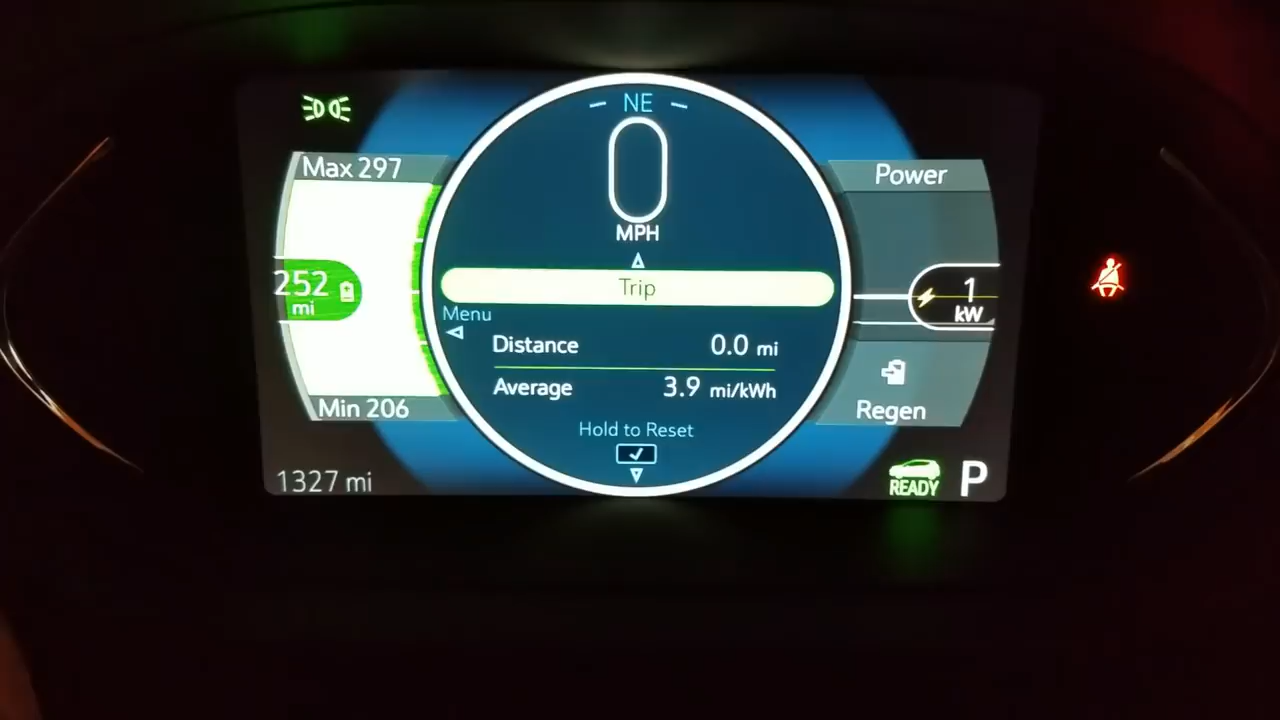 NE
0
MPH
Max 297
Power
252
mi
Trip
1
kW
Menu
Distance 0.0 mi
Average 3.9 mi/kWh
Min 206
Regen
Hold to Reset
1327 mi
READY P